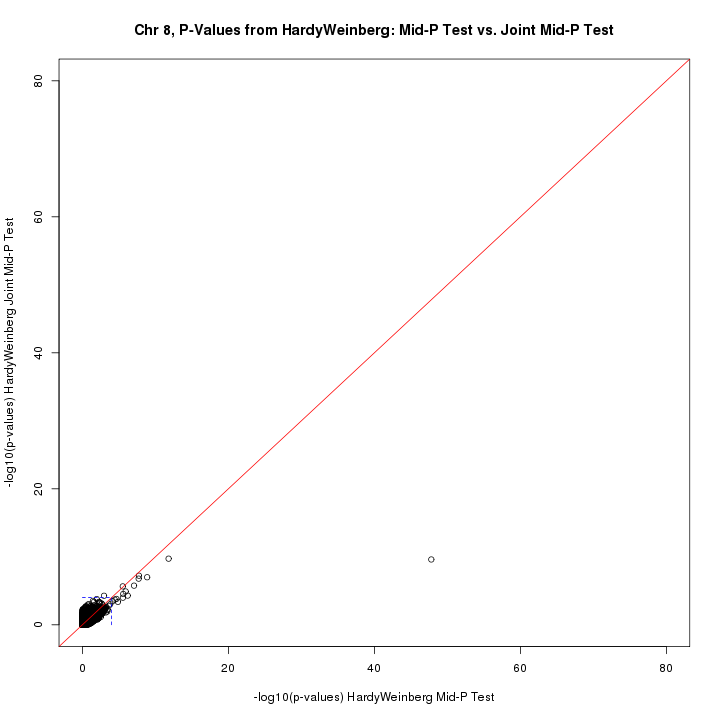 Chr 8, P-Values from HardyWeinberg: Mid-P Test vs. Joint Mid-P Test
-log10(p-values) HardyWeinberg Joint Mid-P Test
80
60
40
20
0
0 20 40 60 80
-log10(p-values) HardyWeinberg Mid-P Test